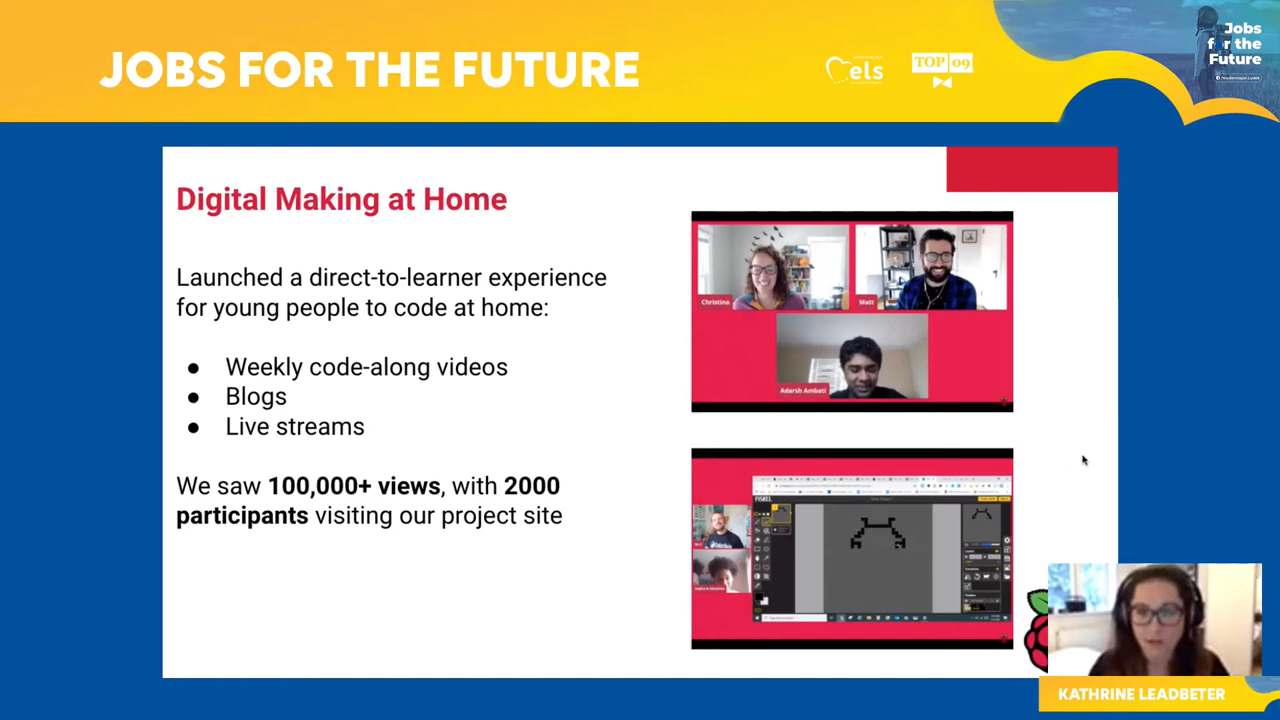 JOBS FOR THE FUTURE
els
TOP 09
Jobs
for the
Future
Digital Making at Home
Launched a direct-to-learner experience
for young people to code at home:
● Weekly code-along videos
● Blogs
● Live streams
We saw 100,000+ views, with 2000
participants visiting our project site
Christina
Matt
Adarsh Ambati
PISKEL
KATHRINE LEADBETER